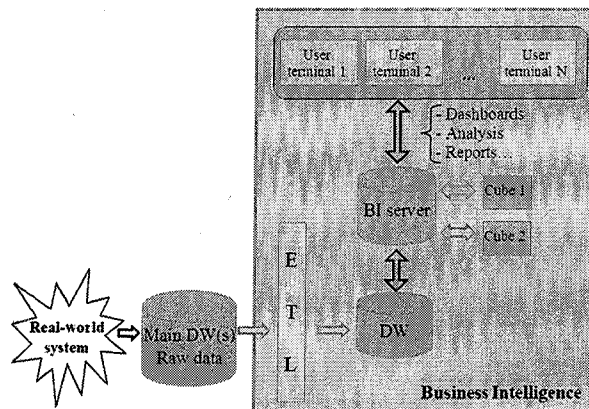 User
terminal 1
User
terminal 2
...
User
terminal N
- Dashboards
- Analysis
- Reports ...
BI server
Cube 1
Cube 2
E
T
L
Real-world
system
Main DW(s)
Raw data
DW
Business Intelligence